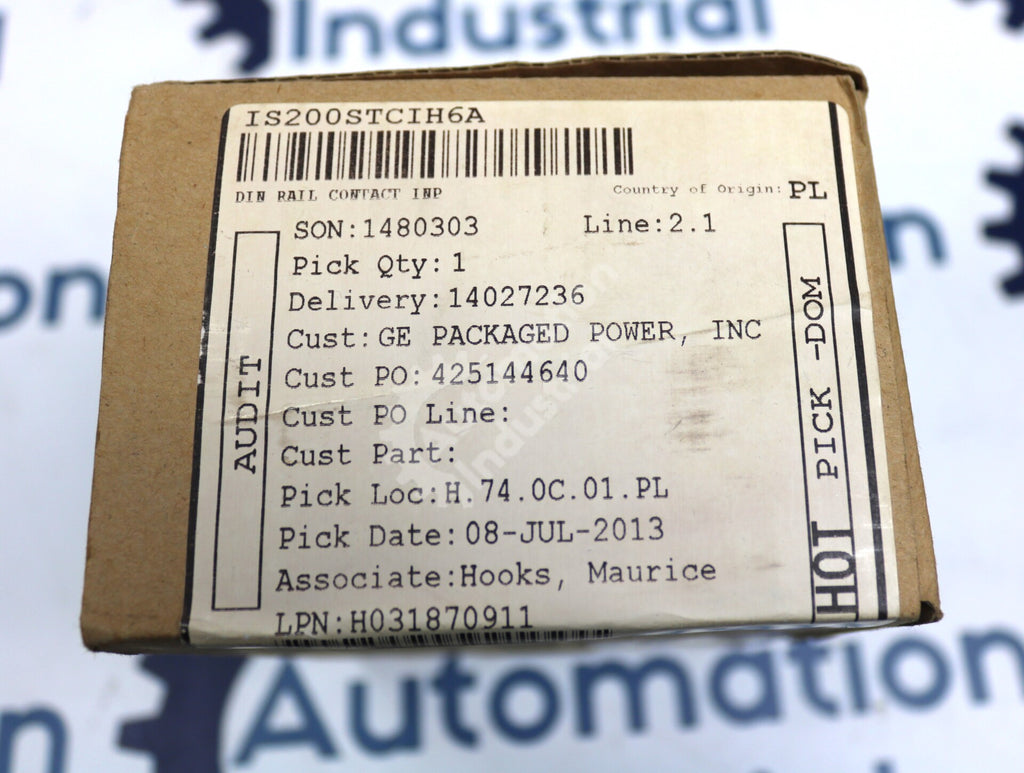 Industrial
IS200STCIH6A
DIN RAIL CONTACT INP
Country of Origin: PL
SON:1480303 Line:2.1
Pick Qty:1
Delivery:14027236
Cust:GE PACKAGED POWER, INC
Cust PO:425144640
Cust PO Line:
Cust Part:
Pick Loc:H.74.0C.01.PL
Pick Date:08-JUL-2013
Associate:Hooks, Maurice
LPN:H031870911
AUDIT
HOT PICK -DOM
Automation
Industrial
Automation